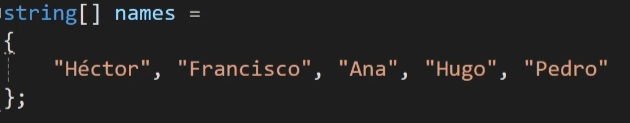 string[] names =
{
"Héctor", "Francisco", "Ana", "Hugo", "Pedro"
};